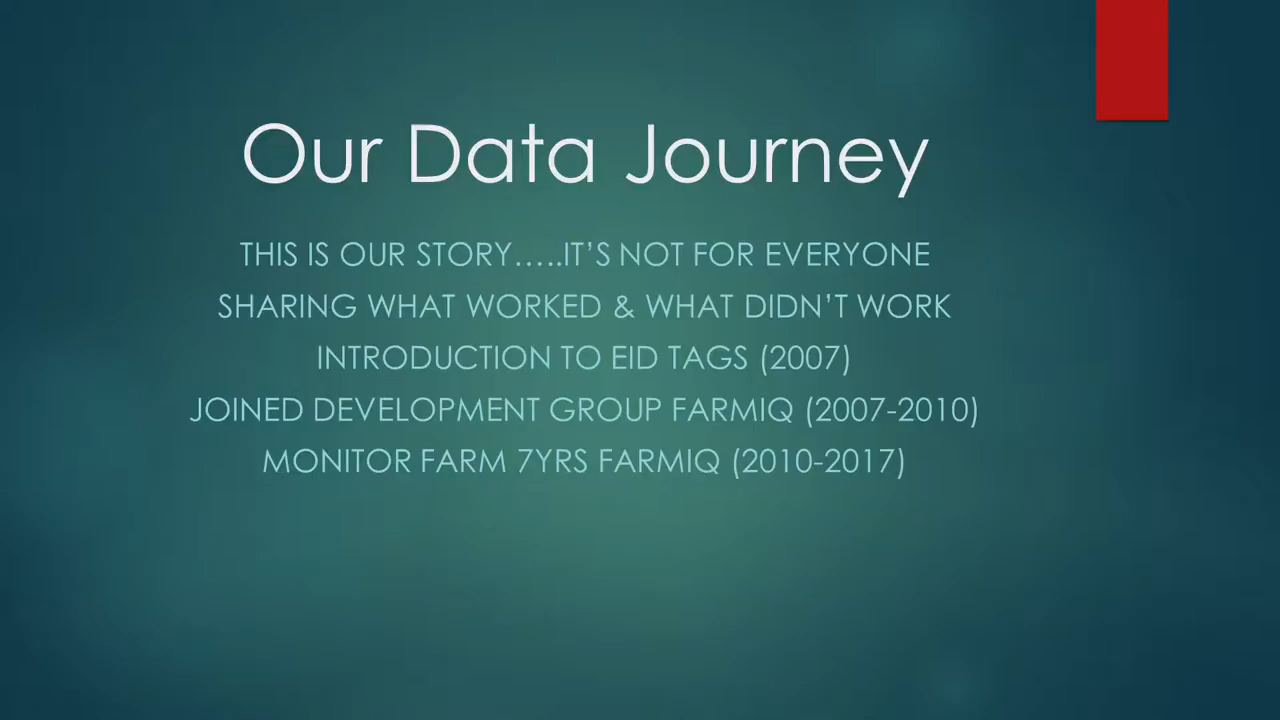 Our Data Journey
THIS IS OUR STORY…..IT’S NOT FOR EVERYONE
SHARING WHAT WORKED & WHAT DIDN’T WORK
INTRODUCTION TO EID TAGS (2007)
JOINED DEVELOPMENT GROUP FARMIQ (2007-2010)
MONITOR FARM 7YRS FARMIQ (2010-2017)